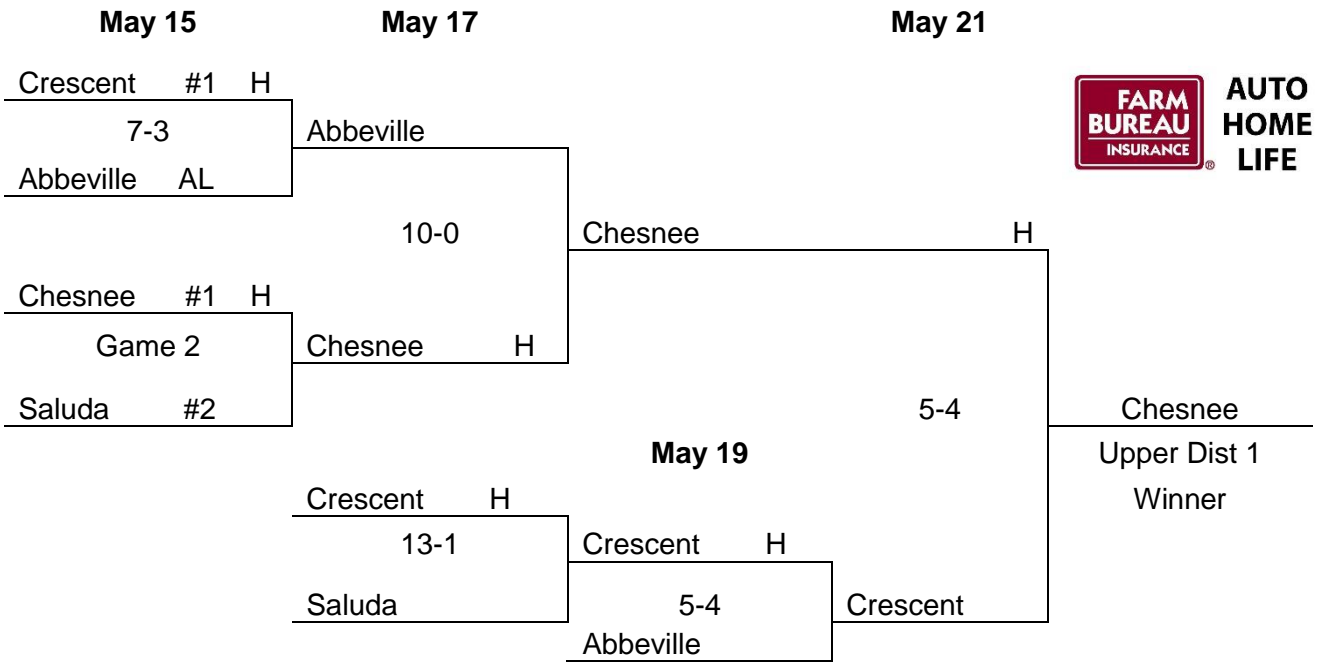 May 15 May 17 May 21
Crescent #1 H
7-3 Abbeville
Abbeville AL
FARM BUREAU INSURANCE ®
AUTO
HOME
LIFE
10-0 Chesnee H
Chesnee #1 H
Game 2 Chesnee H
Saluda #2 5-4 Chesnee
May 19 Upper Dist 1
Crescent H Winner
13-1 Crescent H
Saluda 5-4 Crescent
Abbeville